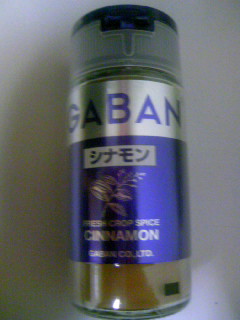 GABAN
シナモン
FRESH CROP SPICE
CINNAMON
GABAN CO.,LTD.